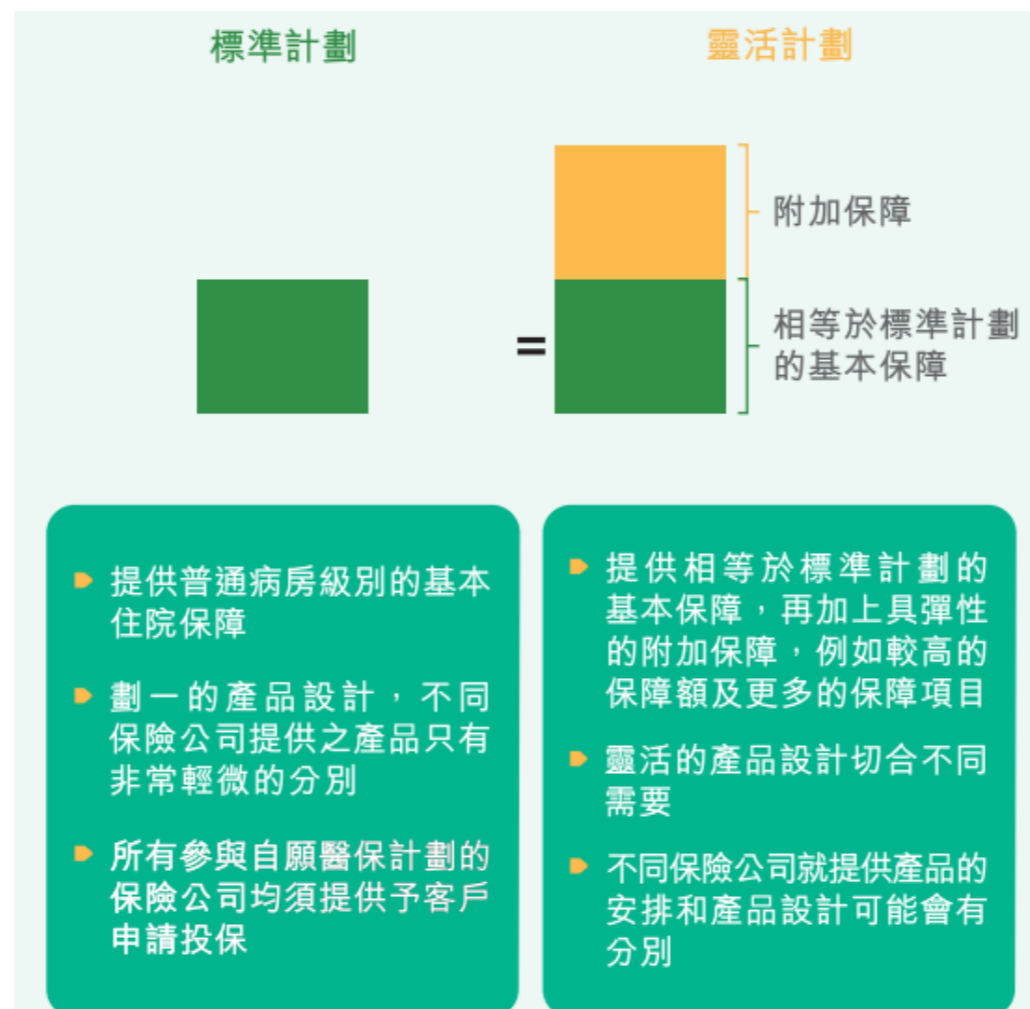 標準計劃
靈活計劃
附加保障
=
相等於標準計劃
的基本保障
提供普通病房級別的基本
住院保障
劃一的產品設計，不同
保險公司提供之產品只有
非常輕微的分別
所有參與自願醫保計劃的
保險公司均須提供予客戶
申請投保
提供相等於標準計劃的
基本保障，再加上具彈性
的附加保障，例如較高的
保障額及更多的保障項目
靈活的產品設計切合不同
需要
不同保險公司就提供產品的
安排和產品設計可能會有
分別